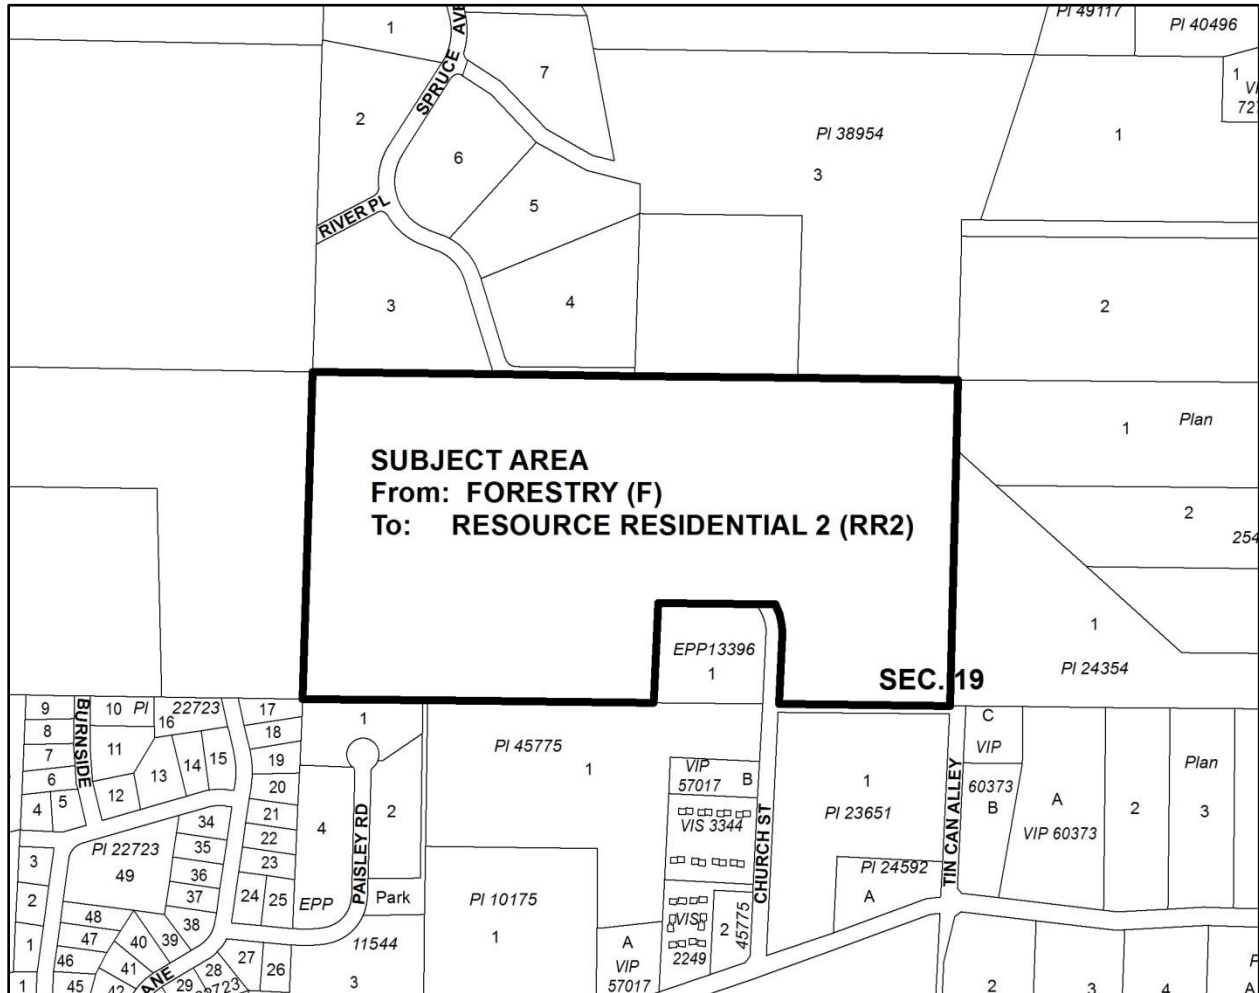 Pl 49117
Pl 40496
1
SPRUCE AVE
7
1
2
Pl 38954
1
6
3
5
RIVER PL
3
4
2
SUBJECT AREA
From: FORESTRY (F)
To: RESOURCE RESIDENTIAL 2 (RR2)
1
Plan
2
EPP13396
1
1
Pl 24354
SEC. 19
9
10
Pl
22723
17
1
C
8
16
18
VIP
7
11
14
15
19
Pl 45775
1
VIP
57017
B
1
60373
Plan
6
13
20
B
A
2
3
BURNSIDE
4
5
12
21
4
2
VIS 3344
Pl 23651
VIP 60373
34
22
PAISLEY RD
CHURCH ST
TIN CAN ALLEY
Pl 22723
35
23
3
49
36
Pl 24592
2
37
24
25
EPP
Park
Pl 10175
A
48
38
1
VIS
2
45775
1
47
40
39
11544
A
2249
46
41
27
VIP
1
45
28
26
3
57017
2
3
4
29